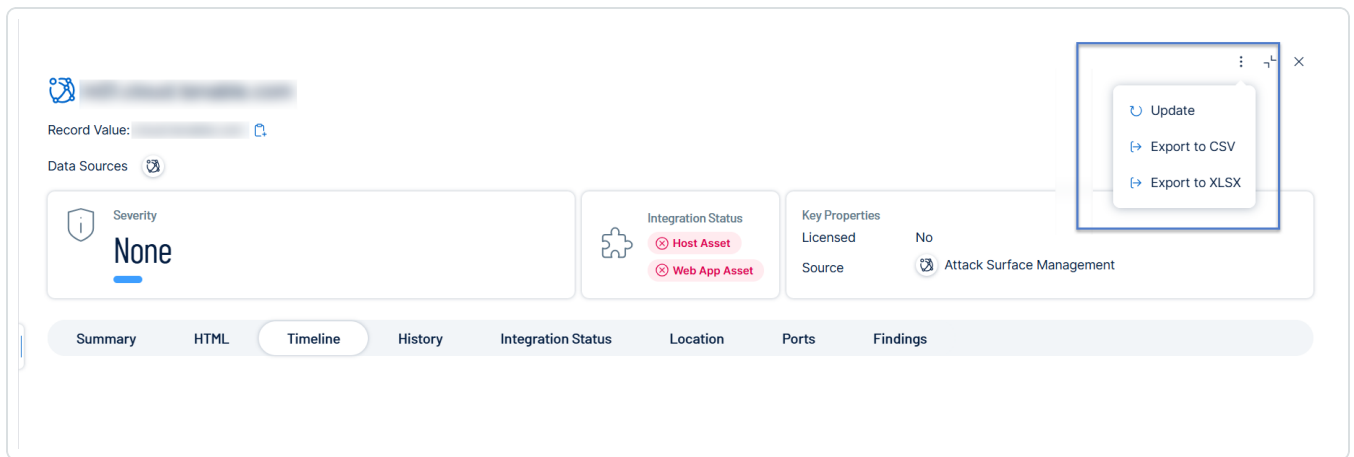 Record Value:
Data Sources
Update
Export to CSV
Export to XLSX
Severity
None
Integration Status
Host Asset
Web App Asset
Key Properties
Licensed No
Source Attack Surface Management
Summary HTML Timeline History Integration Status Location Ports Findings